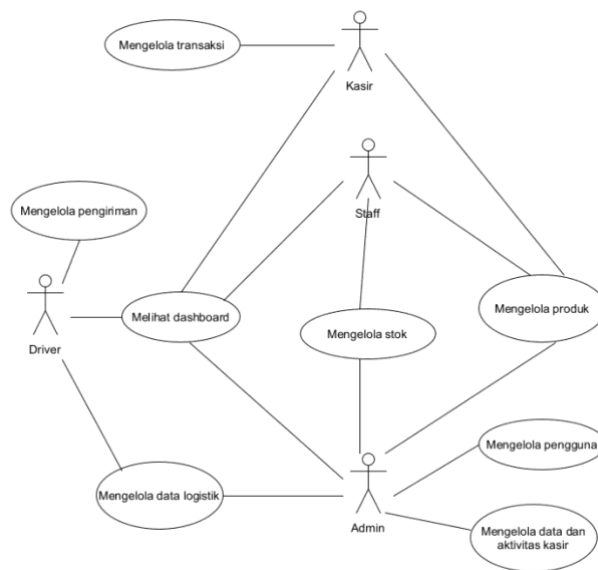 Mengelola transaksi
Kasir
Staff
Mengelola pengiriman
Mengelola produk
Melihat dashboard
Mengelola stok
Driver
Mengelola pengguna
Mengelola data logistik
Admin
Mengelola data dan
aktivitas kasir